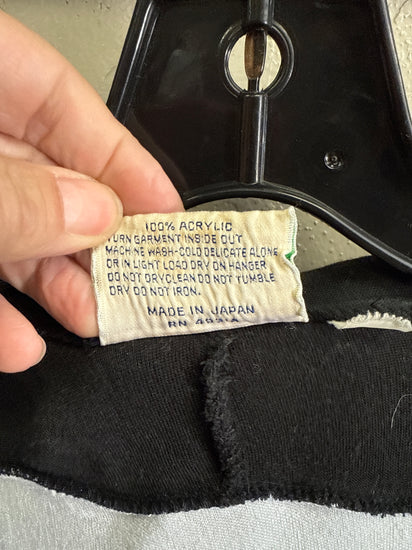 100% ACRYLIC
TURN GARMENT INSIDE OUT
MACHINE WASH-COLD DELICATE ALONE
OR IN LIGHT LOAD DRY ON HANGER
DO NOT DRYCLEAN DO NOT TUMBLE
DRY DO NOT IRON.
MADE IN JAPAN
RN